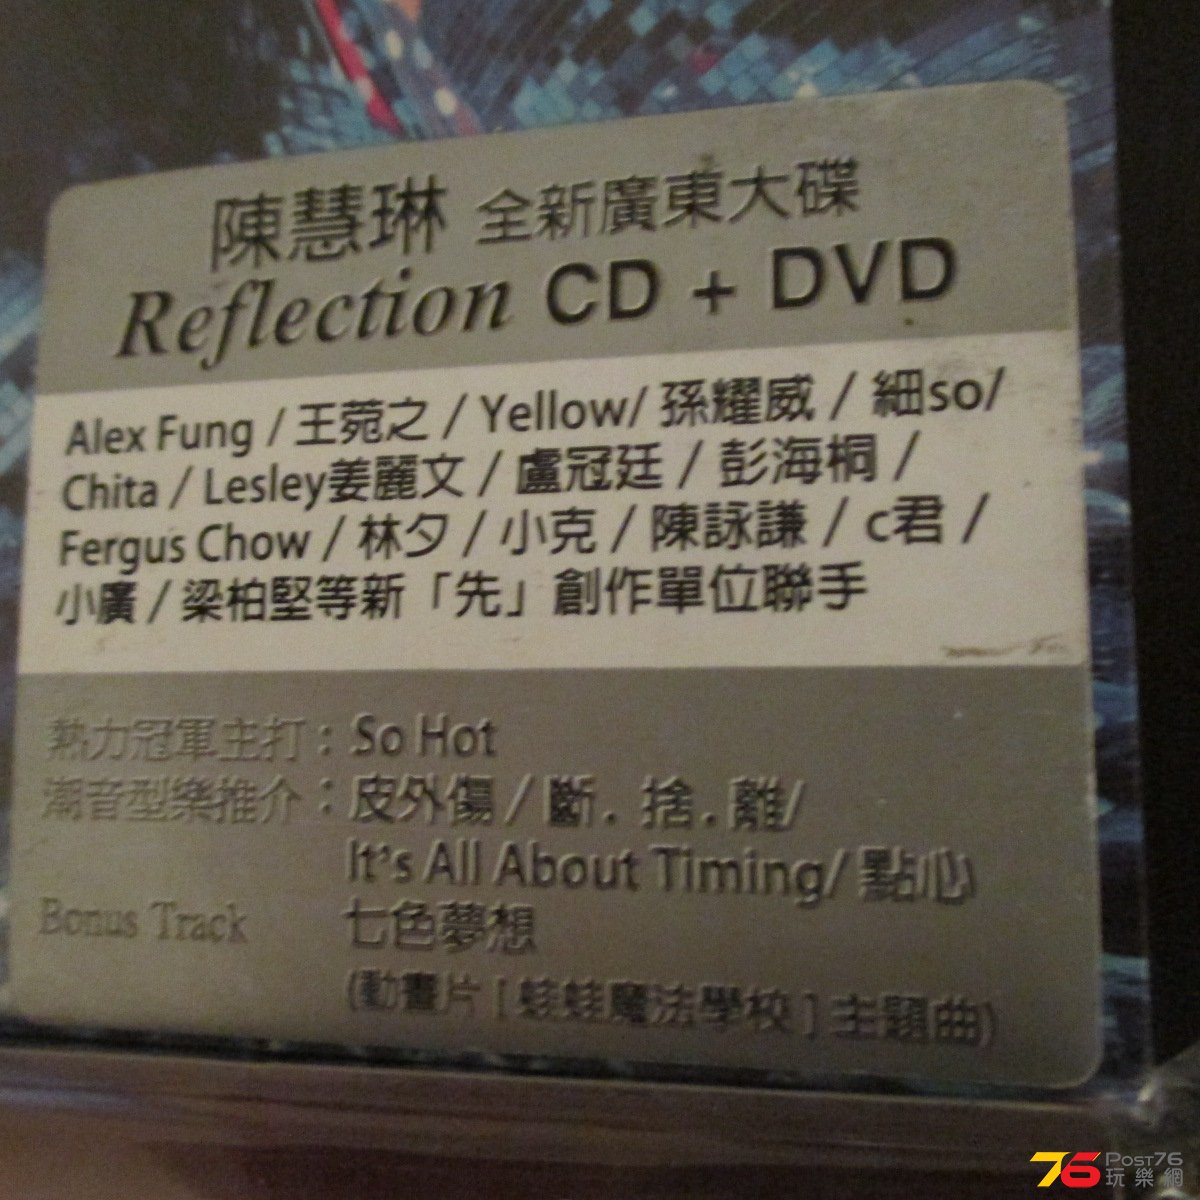 陳慧琳 全新廣東大碟
Reflection CD + DVD
Alex Fung / 王菀之 / Yellow/ 孫耀威 / 細so/
Chita / Lesley姜麗文 / 盧冠廷 / 彭海桐 /
Fergus Chow / 林夕 / 小克 / 陳詠謙 / c君 /
小廣 / 梁柏堅等新「先」創作單位聯手
熱力冠軍主打：So Hot
潮音型樂推介：皮外傷 / 斷．捨．離/
It's All About Timing/ 點心
Bonus Track 七色夢想
(動畫片 [ 蛙蛙魔法學校 ] 主題曲)
76 POST76
玩樂網